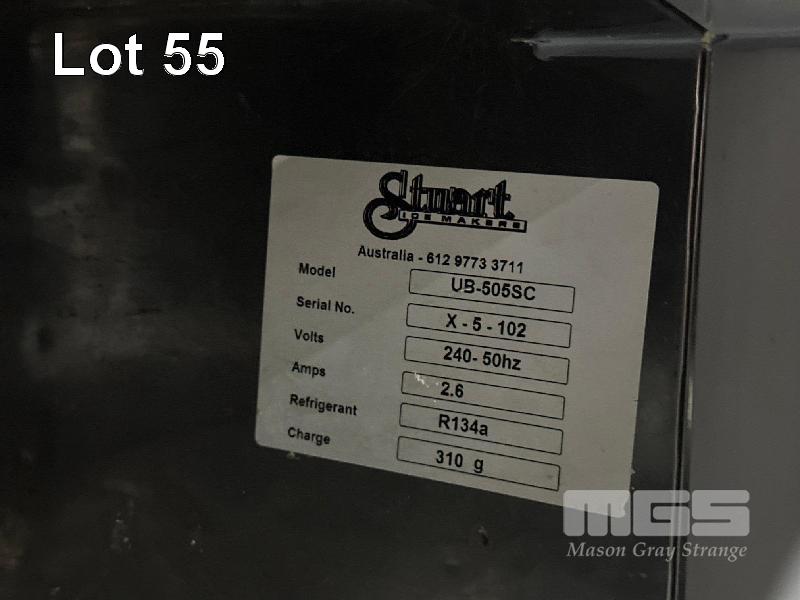 Lot 55
Stuart
ICE MAKERS
Australia - 612 9773 3711
Model UB-505SC
Serial No. X - 5 - 102
Volts 240- 50hz
Amps 2.6
Refrigerant R134a
Charge 310 g
MGS
Mason Gray Strange